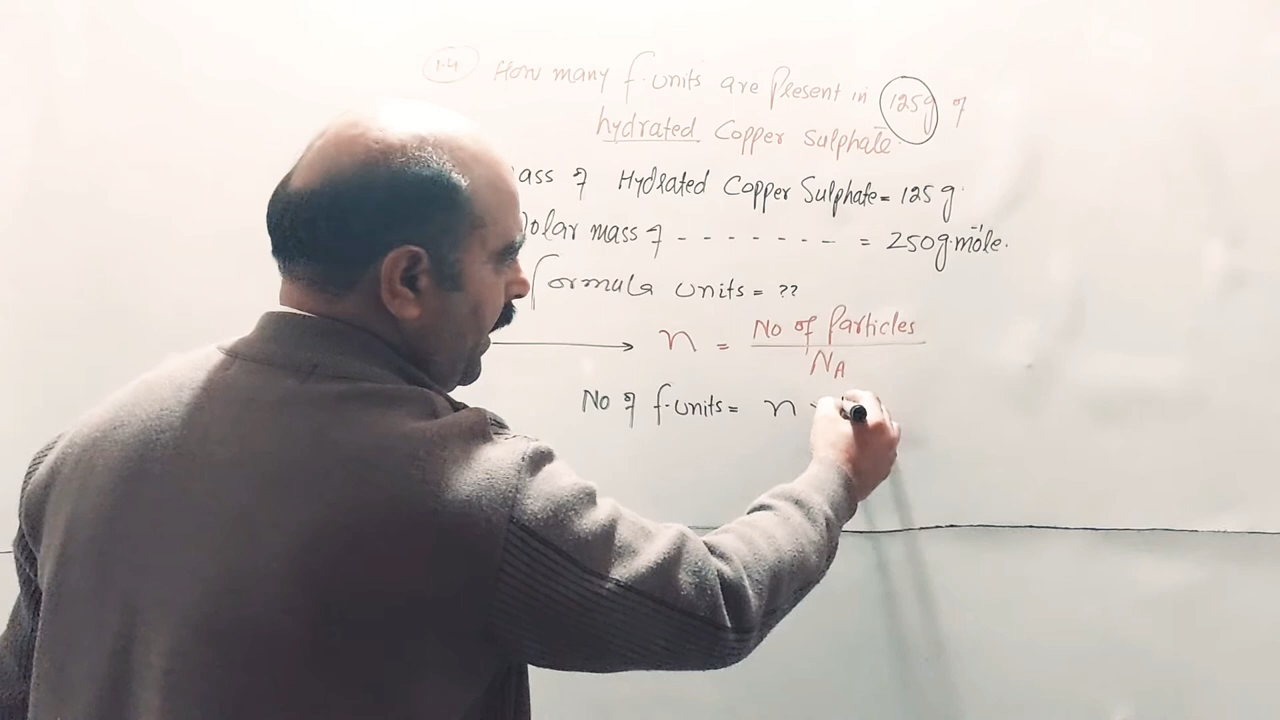 1.4 How many f.units are Present in 125g of
hydrated Copper Sulphate.
ass of Hydrated Copper Sulphate = 125 g.
olar mass of - - - - - - - = 250g.mole⁻¹.
formula units = ??
n = No of Particles / NA
No of f.units = n